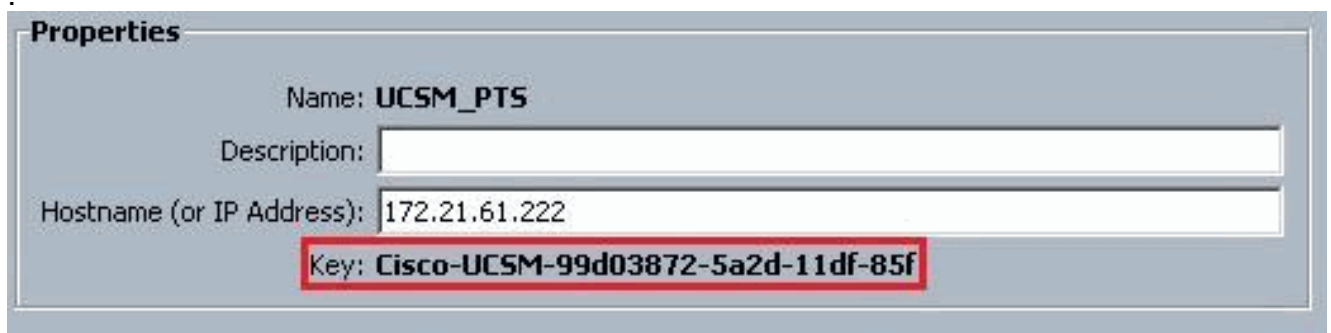 .
Properties
Name: UCSM_PTS
Description:
Hostname (or IP Address): 172.21.61.222
Key: Cisco-UCSM-99d03872-5a2d-11df-85f